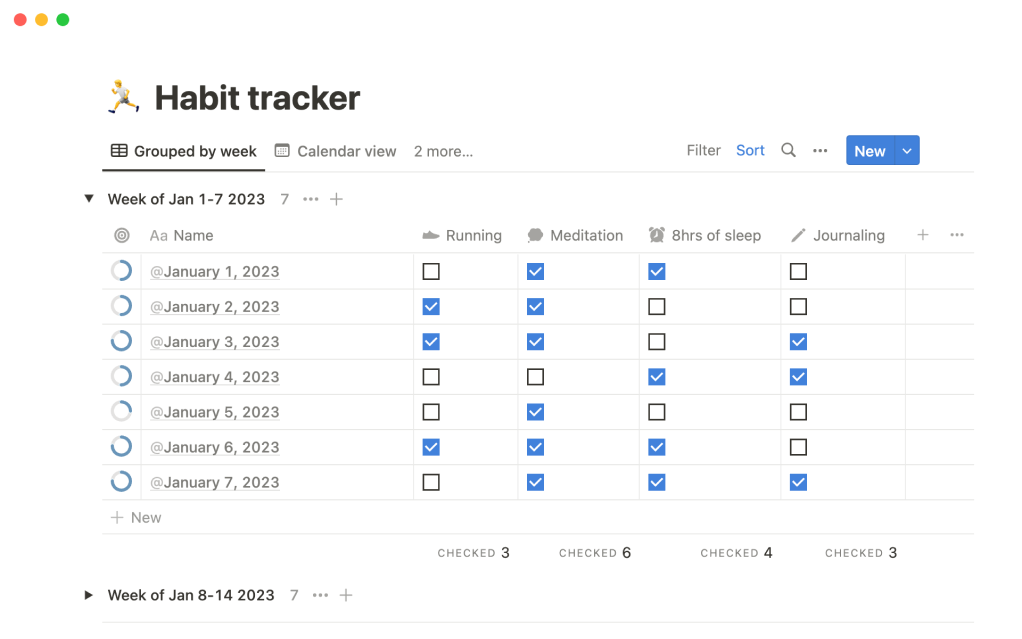 Habit tracker
Grouped by week Calendar view 2 more... Filter Sort New
Week of Jan 1-7 2023 7
Aa Name Running Meditation 8hrs of sleep Journaling
@January 1, 2023
@January 2, 2023
@January 3, 2023
@January 4, 2023
@January 5, 2023
@January 6, 2023
@January 7, 2023
New
CHECKED 3 CHECKED 6 CHECKED 4 CHECKED 3
Week of Jan 8-14 2023 7